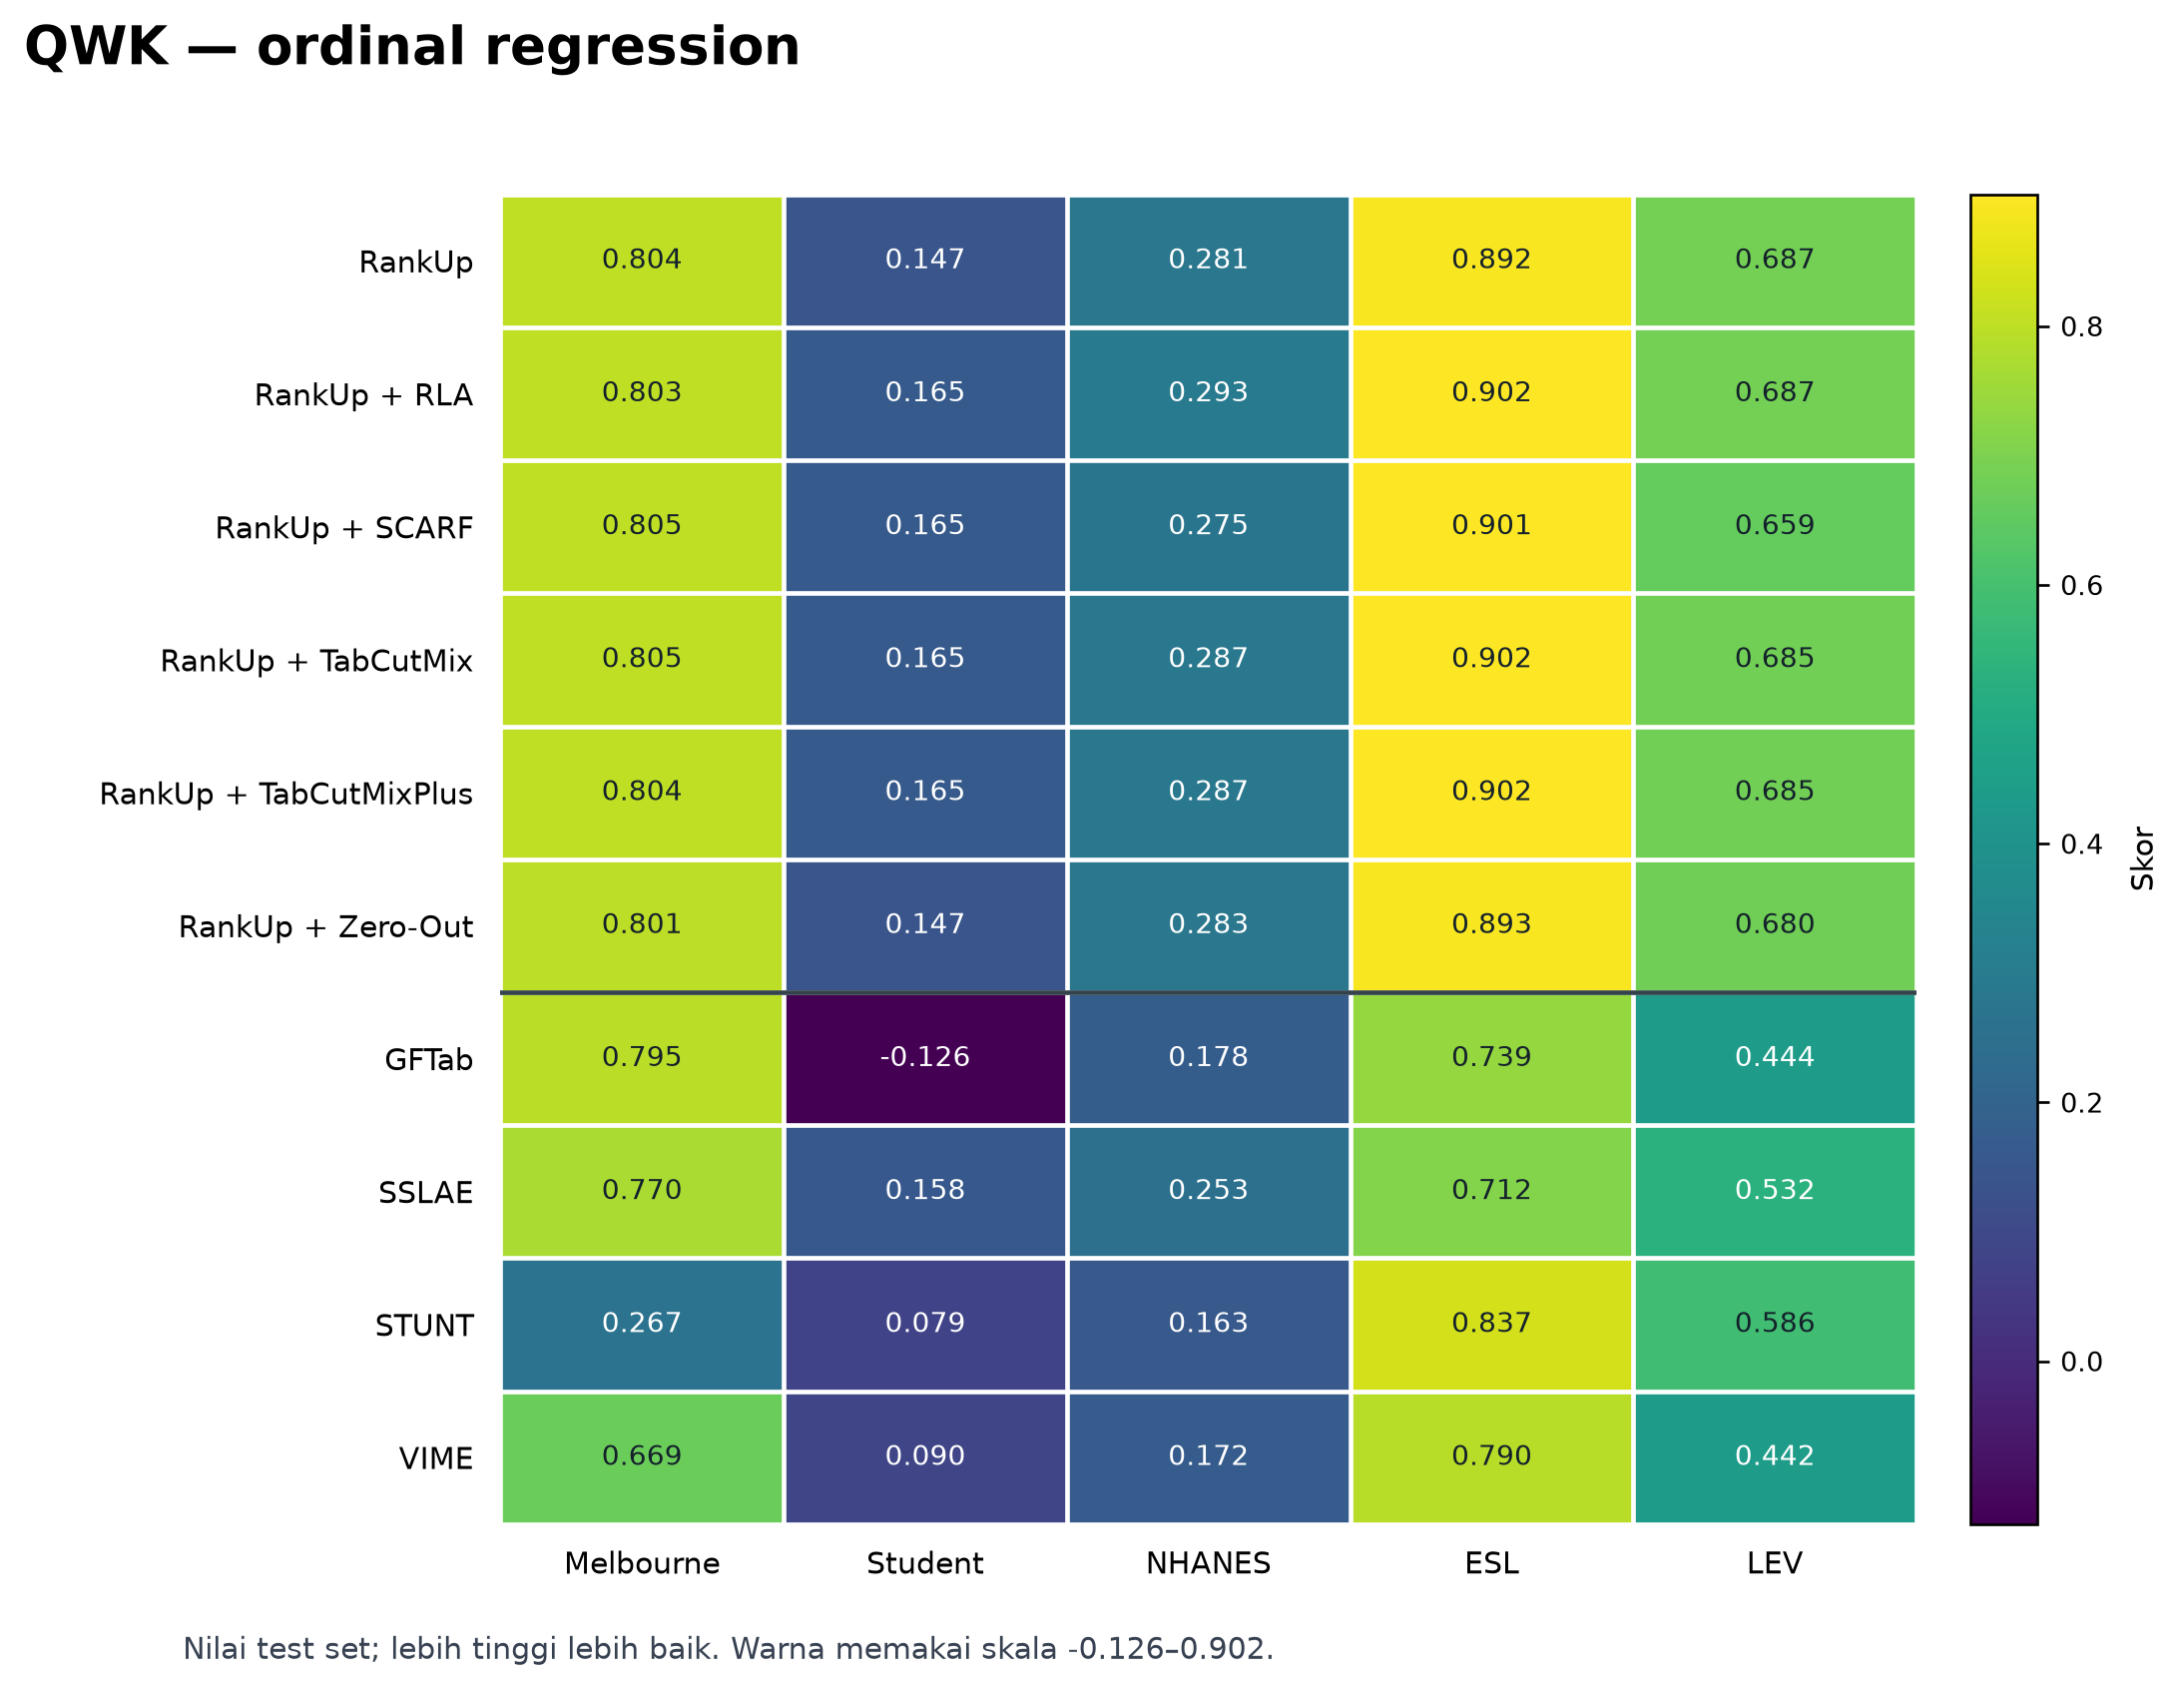 QWK — ordinal regression
RankUp 0.804 0.147 0.281 0.892 0.687
RankUp + RLA 0.803 0.165 0.293 0.902 0.687
RankUp + SCARF 0.805 0.165 0.275 0.901 0.659
RankUp + TabCutMix 0.805 0.165 0.287 0.902 0.685
RankUp + TabCutMixPlus 0.804 0.165 0.287 0.902 0.685
RankUp + Zero-Out 0.801 0.147 0.283 0.893 0.680
GFTab 0.795 -0.126 0.178 0.739 0.444
SSLAE 0.770 0.158 0.253 0.712 0.532
STUNT 0.267 0.079 0.163 0.837 0.586
VIME 0.669 0.090 0.172 0.790 0.442
Melbourne Student NHANES ESL LEV
0.8
0.6
0.4
0.2
0.0
Skor
Nilai test set; lebih tinggi lebih baik. Warna memakai skala -0.126–0.902.